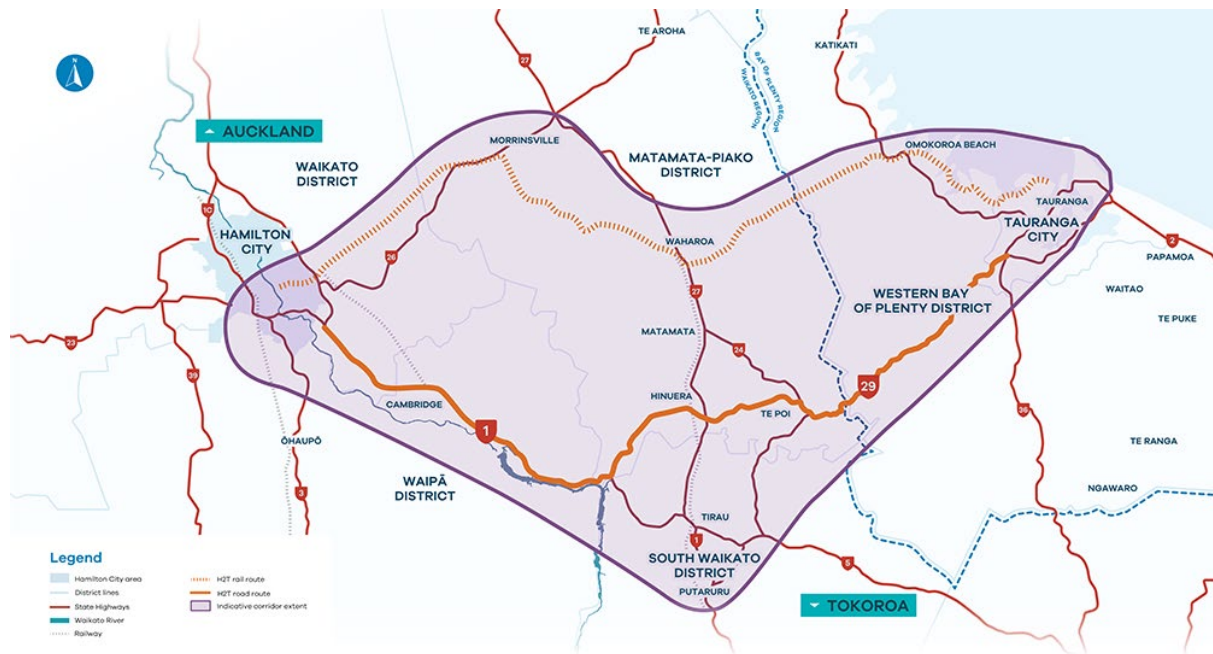 N
TE AROHA
KATIKATI
27
BAY OF PLENTY REGION
WAIKATO REGION
AUCKLAND
MORRINSVILLE
OMOKOROA BEACH
WAIKATO
DISTRICT
MATAMATA-PIAKO
DISTRICT
1C
TAURANGA
TAURANGA
CITY
HAMILTON
CITY
WAHAROA
26
2
PAPAMOA
27
WESTERN BAY
OF PLENTY DISTRICT
WAITAO
TE PUKE
MATAMATA
23
24
39
CAMBRIDGE
HINUERA
29
TE POI
36
1
ŌHAUPŌ
TE RANGA
WAIPĀ
DISTRICT
3
NGAWARO
TIRAU
1
SOUTH WAIKATO
DISTRICT
5
PUTARURU
TOKOROA
Legend
Hamilton City area
District lines
State Highways
Waikato River
Railway
H2T rail route
H2T road route
Indicative corridor extent